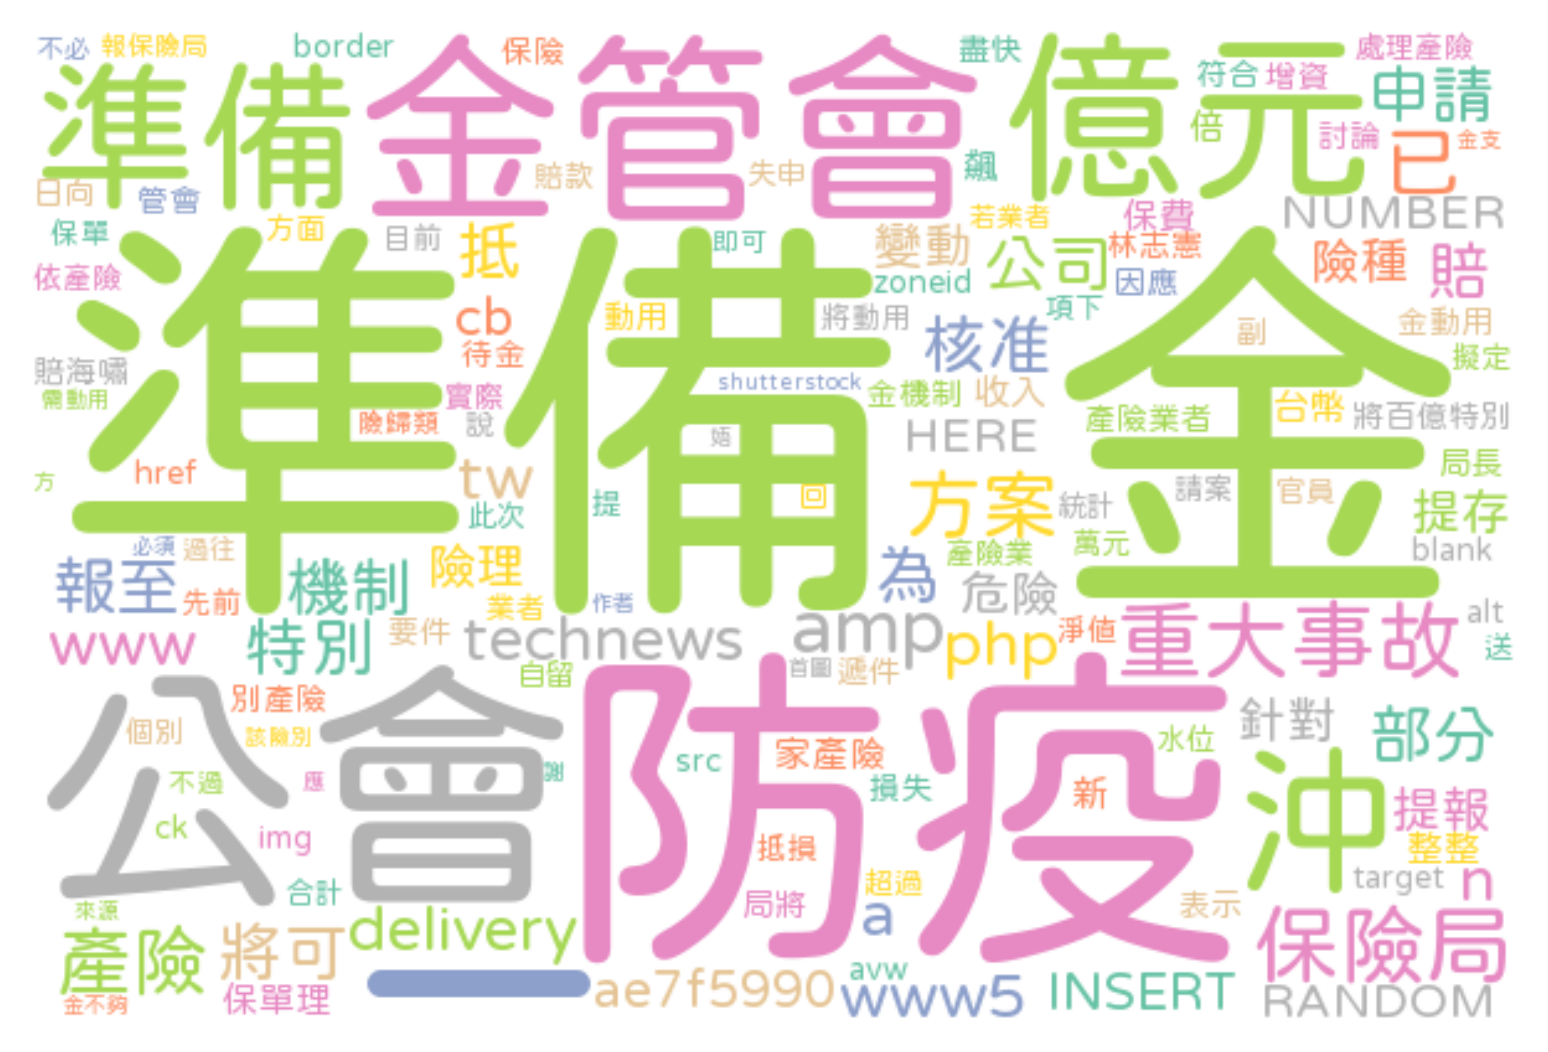 不必 報保險局 border 金管會 保險 盡快 億元 處理產險
準備 符合 增資 申請
倍 討論 已 金支
日向 管會 賠款 失申 飆
保單 方面 目前 抵 即可 變動 若業者 保費 NUMBER
公司 林志憲 險種 賠
依產險 準備金 zoneid 因應
cb 動用 將動用 項下 金動用
待金 核准 副 擬定
賠海嘯 shutterstock
需動用 實際 金機制 收入 台幣 將百億特別
險歸類 說 產險業者
HERE
href tw 回 方案 請案 官員 局長
方 此次 提 統計 提存
必須 過往 險理 產險業 萬元 blank
報至 機制 為 危險
先前 業者 作者
www 特別 要件 technews amp php 淨值 重大事故 alt
自留 首圖 遞件 送
公會 別產險 防疫 針對 部分
個別 該險別 src 家產險 水位
不過 應 謝 損失 新 沖 提報
ck img 抵損 整整
合計 超過 target n
來源 delivery 局將 a 表示
產險 將可 保險局
金不夠 保單理 一 ae7f5990 avw www5 INSERT RANDOM